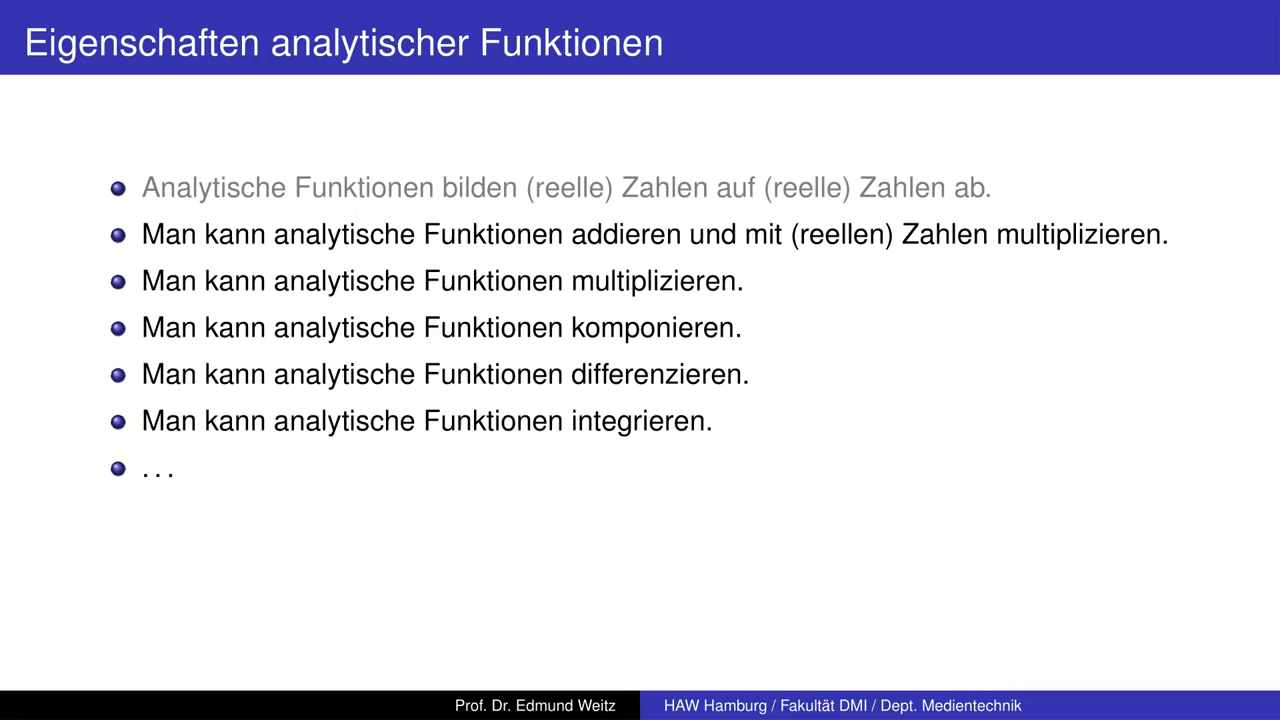 Eigenschaften analytischer Funktionen
Analytische Funktionen bilden (reelle) Zahlen auf (reelle) Zahlen ab.
Man kann analytische Funktionen addieren und mit (reellen) Zahlen multiplizieren.
Man kann analytische Funktionen multiplizieren.
Man kann analytische Funktionen komponieren.
Man kann analytische Funktionen differenzieren.
Man kann analytische Funktionen integrieren.
. . .
Prof. Dr. Edmund Weitz HAW Hamburg / Fakultät DMI / Dept. Medientechnik